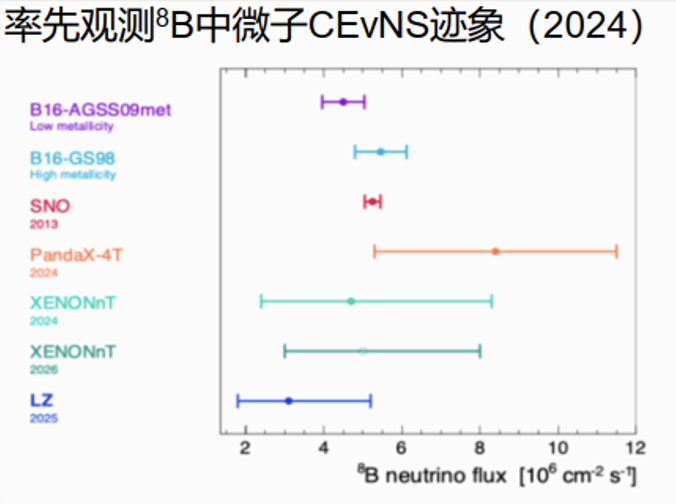 率先观测⁸B中微子CEvNS迹象（2024）
B16-AGSS09met
Low metallicity
B16-GS98
High metallicity
SNO
2013
PandaX-4T
2024
XENONnT
2024
XENONnT
2026
LZ
2025
2 4 6 8 10 12
⁸B neutrino flux [10⁶ cm⁻² s⁻¹]